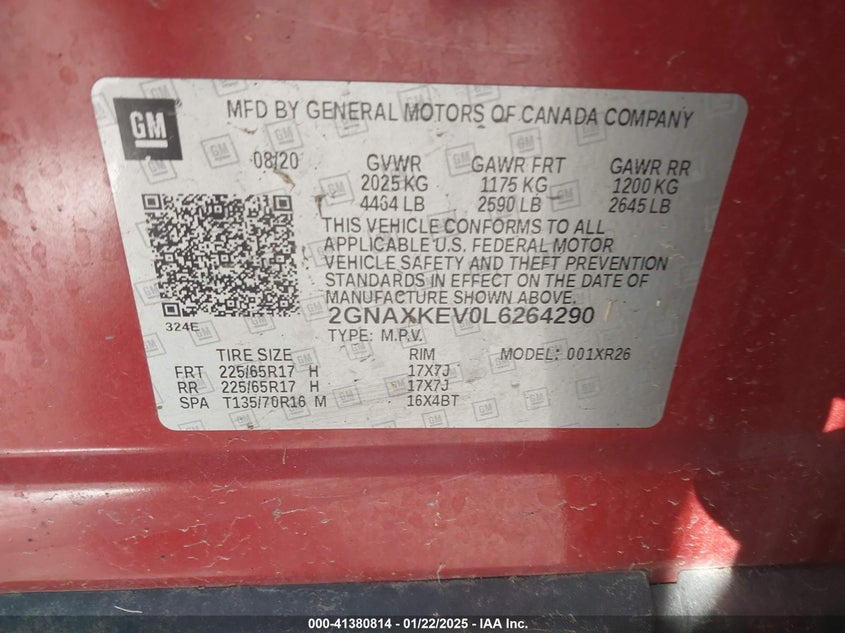 GM
MFD BY GENERAL MOTORS OF CANADA COMPANY
08/20 GVWR GAWR FRT GAWR RR
2025 KG 1175 KG 1200 KG
4464 LB 2590 LB 2645 LB
THIS VEHICLE CONFORMS TO ALL
APPLICABLE U.S. FEDERAL MOTOR
VEHICLE SAFETY AND THEFT PREVENTION
STANDARDS IN EFFECT ON THE DATE OF
MANUFACTURE SHOWN ABOVE.
324E
2GNAXKEV0L6264290
TYPE: M.P.V.
TIRE SIZE RIM MODEL: 001XR26
FRT 225/65R17 H 17X7J
RR 225/65R17 H 17X7J
SPA T135/70R16 M 16X4BT
000-41380814 - 01/22/2025 - IAA Inc.